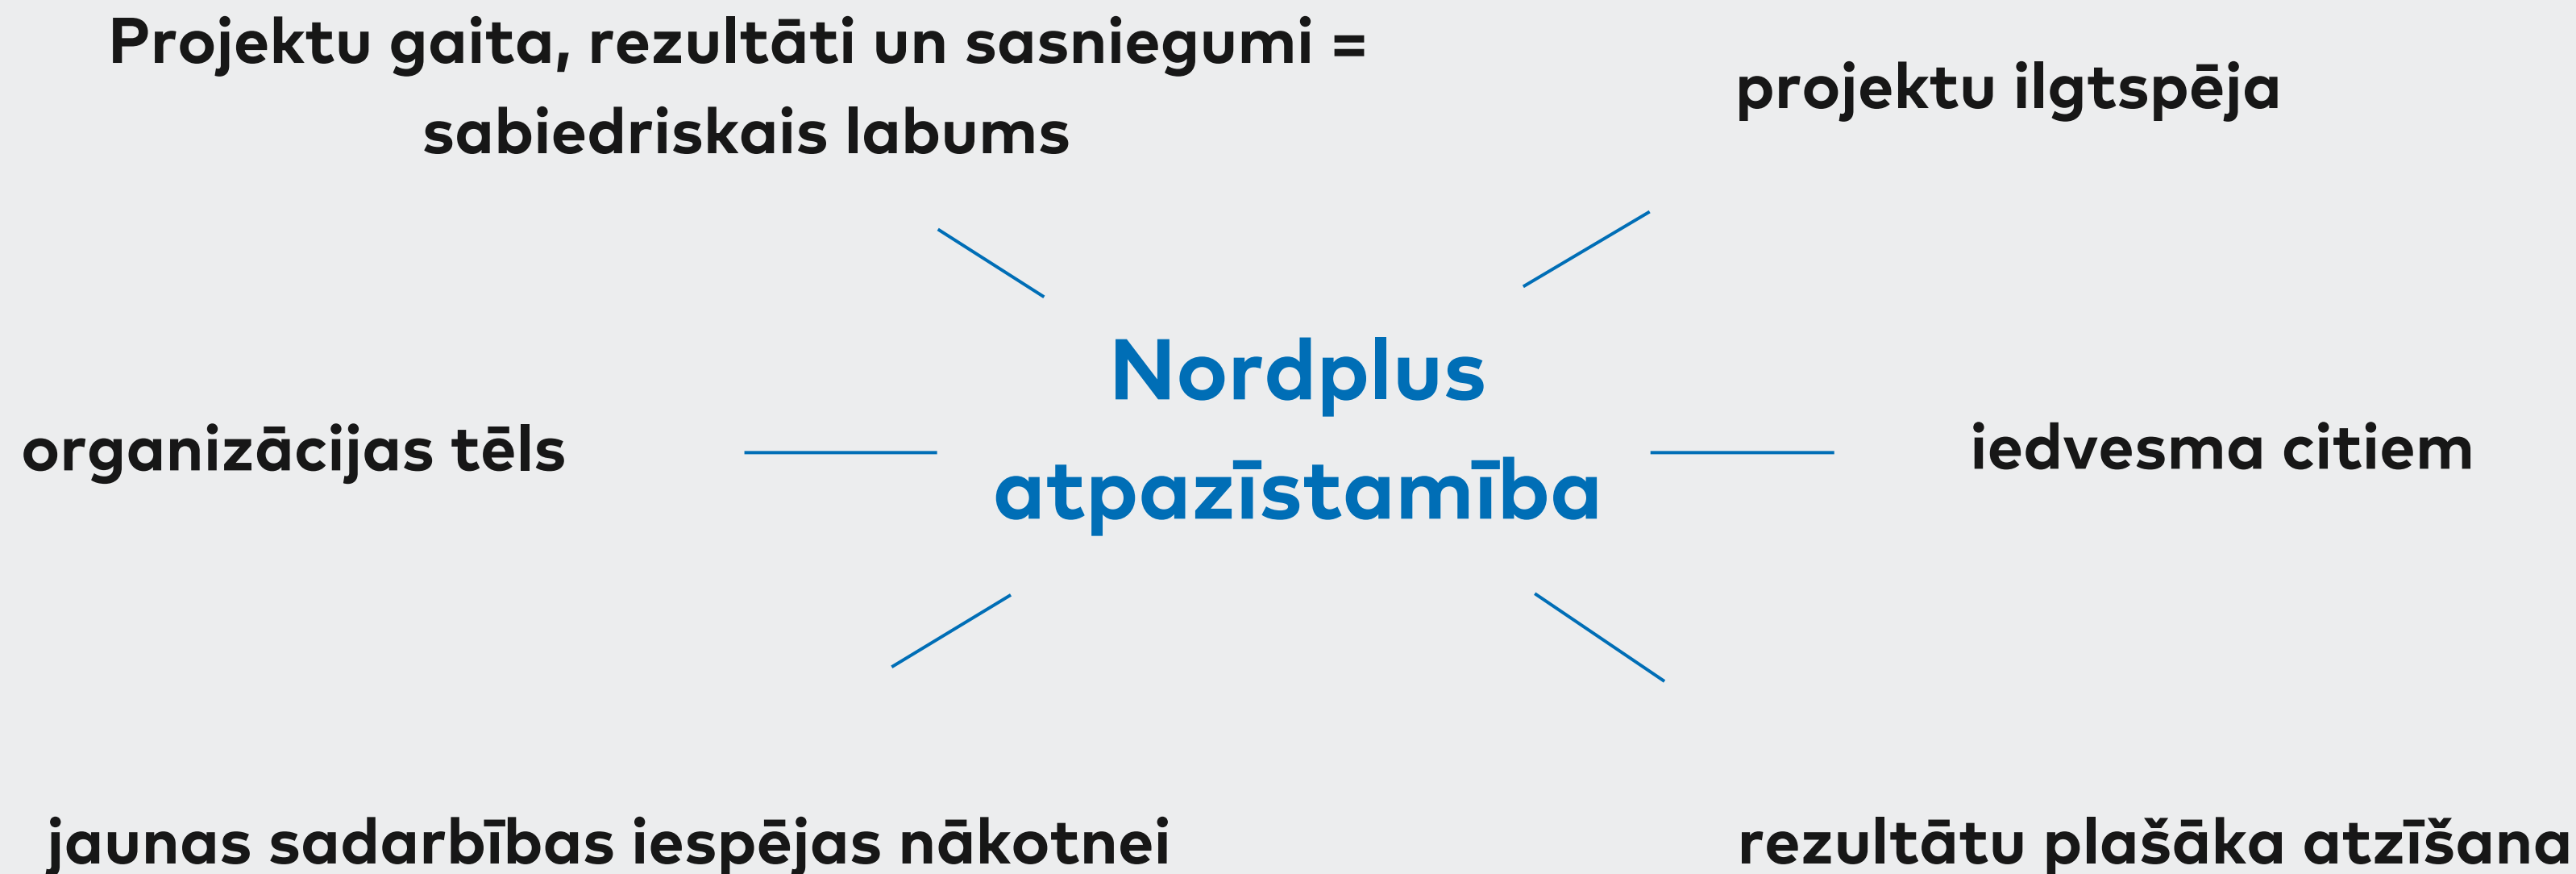 Projektu gaita, rezultāti un sasniegumi =
sabiedriskais labums
projektu ilgtspēja
Nordplus
atpazīstamība
organizācijas tēls
iedvesma citiem
jaunas sadarbības iespējas nākotnei
rezultātu plašāka atzīšana